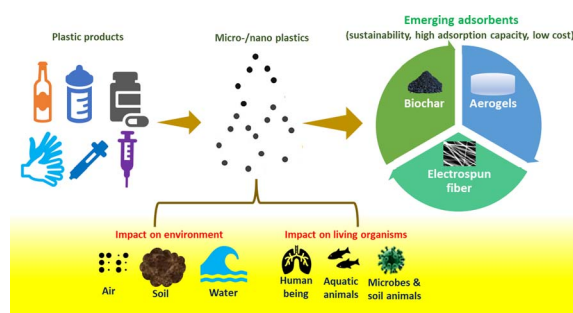 Plastic products
Micro-/nano plastics
Emerging adsorbents
(sustainability, high adsorption capacity, low cost)
Biochar
Aerogels
Electrospun
fiber
Impact on environment
Impact on living organisms
Air
Soil
Water
Human
being
Aquatic
animals
Microbes &
soil animals